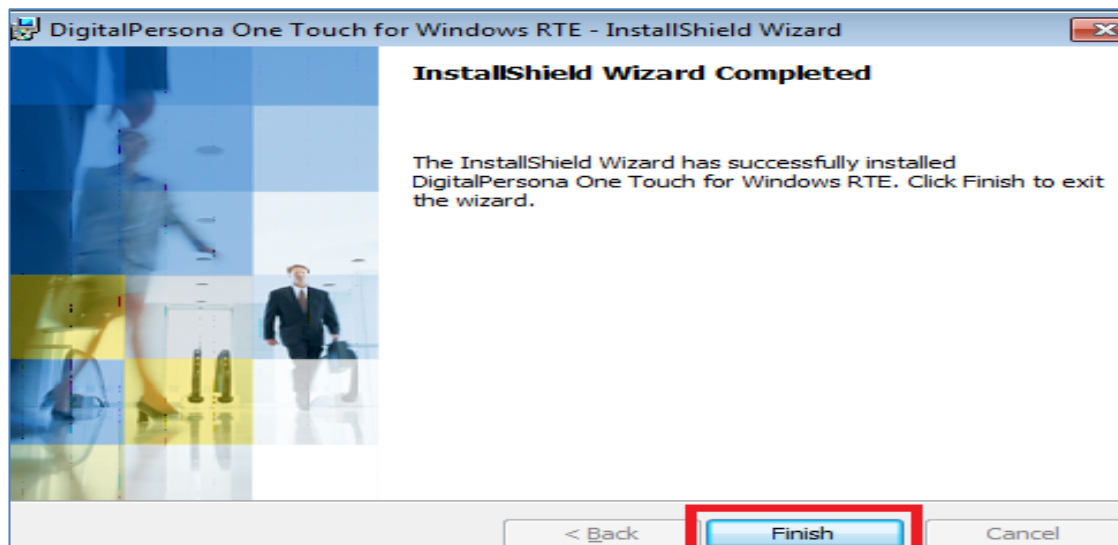 DigitalPersona One Touch for Windows RTE - InstallShield Wizard
InstallShield Wizard Completed
The InstallShield Wizard has successfully installed
DigitalPersona One Touch for Windows RTE. Click Finish to exit
the wizard.
< Back
Finish
Cancel